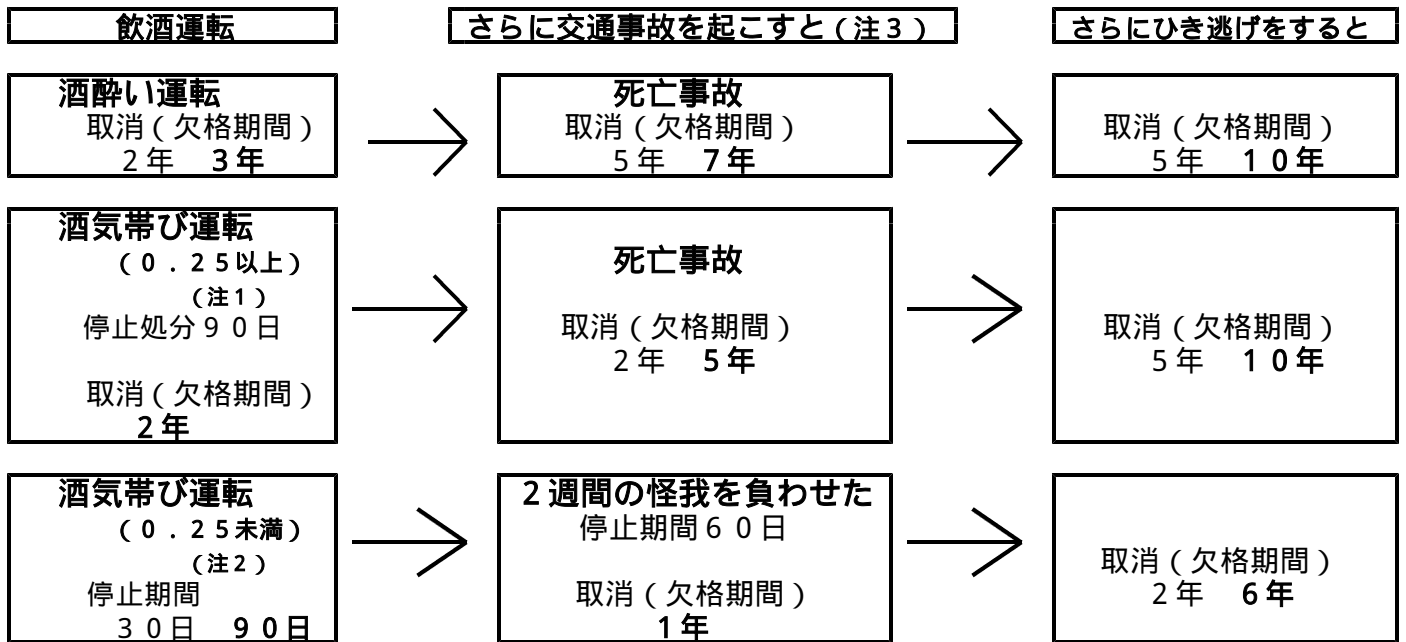 飲酒運転
さらに交通事故を起こすと(注3)
さらにひき逃げをすると
酒酔い運転
取消(欠格期間)
2年 3年
死亡事故
取消(欠格期間)
5年 7年
取消(欠格期間)
5年 10年
酒気帯び運転
(0.25以上)
(注1)
停止処分90日
取消(欠格期間)
2年
死亡事故
取消(欠格期間)
2年 5年
取消(欠格期間)
5年 10年
酒気帯び運転
(0.25未満)
(注2)
停止期間
30日 90日
2週間の怪我を負わせた
停止期間60日
取消(欠格期間)
1年
取消(欠格期間)
2年 6年